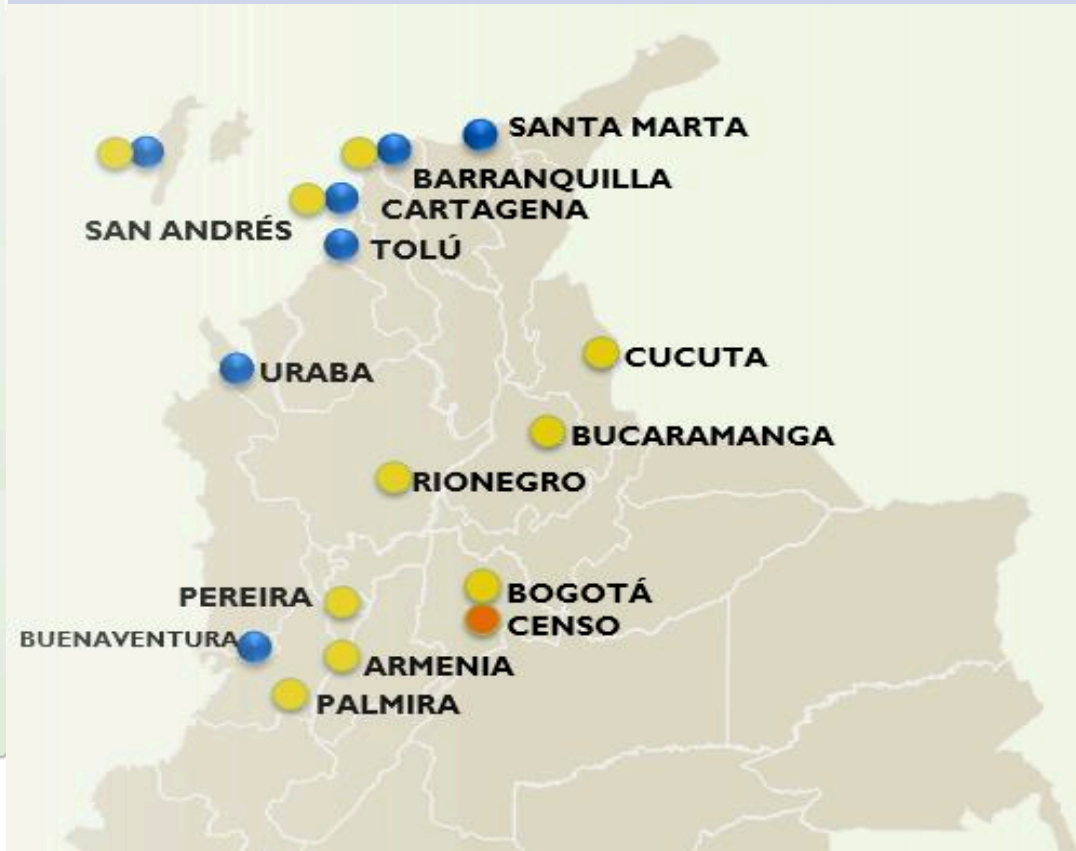 SANTA MARTA
BARRANQUILLA
CARTAGENA
SAN ANDRÉS
TOLÚ
CUCUTA
URABA
BUCARAMANGA
RIONEGRO
BOGOTÁ
PEREIRA
CENSO
BUENAVENTURA
ARMENIA
PALMIRA